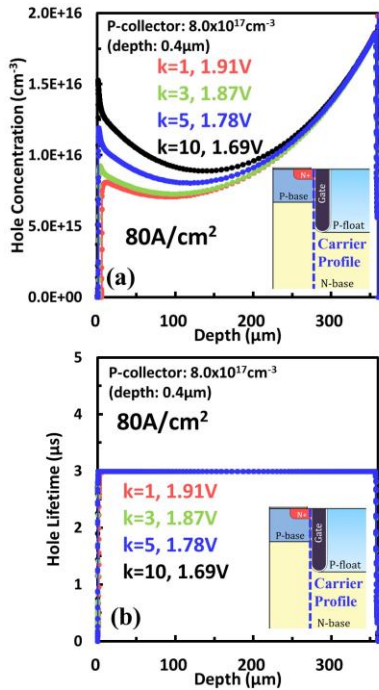 2.0E+16
1.5E+16
1.0E+16
5.0E+15
0.0E+00
Hole Concentration (cm-3)
P-collector: 8.0x10^17cm^-3
(depth: 0.4μm)
k=1, 1.91V
k=3, 1.87V
k=5, 1.78V
k=10, 1.69V
80A/cm²
(a)
N+
P-base
Gate
P-float
Carrier
Profile
N-base
0
100
200
300
Depth (μm)
5
4
3
2
1
0
Hole Lifetime (μs)
P-collector: 8.0x10^17cm^-3
(depth: 0.4μm)
80A/cm²
k=1, 1.91V
k=3, 1.87V
k=5, 1.78V
k=10, 1.69V
(b)
N+
P-base
Gate
P-float
Carrier
Profile
N-base
0
100
200
300
Depth (μm)